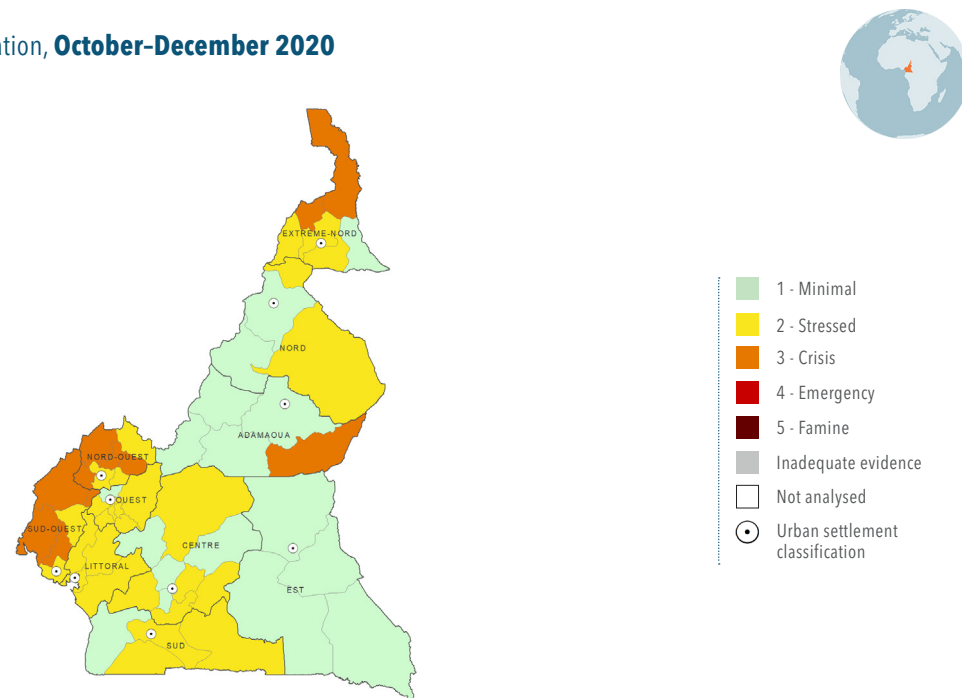 ation, October–December 2020
EXTREME-NORD
NORD
ADAMAOUA
NORD-OUEST
OUEST
SUD-OUEST
CENTRE
LITTORAL
EST
SUD
1 - Minimal
2 - Stressed
3 - Crisis
4 - Emergency
5 - Famine
Inadequate evidence
Not analysed
Urban settlement
classification